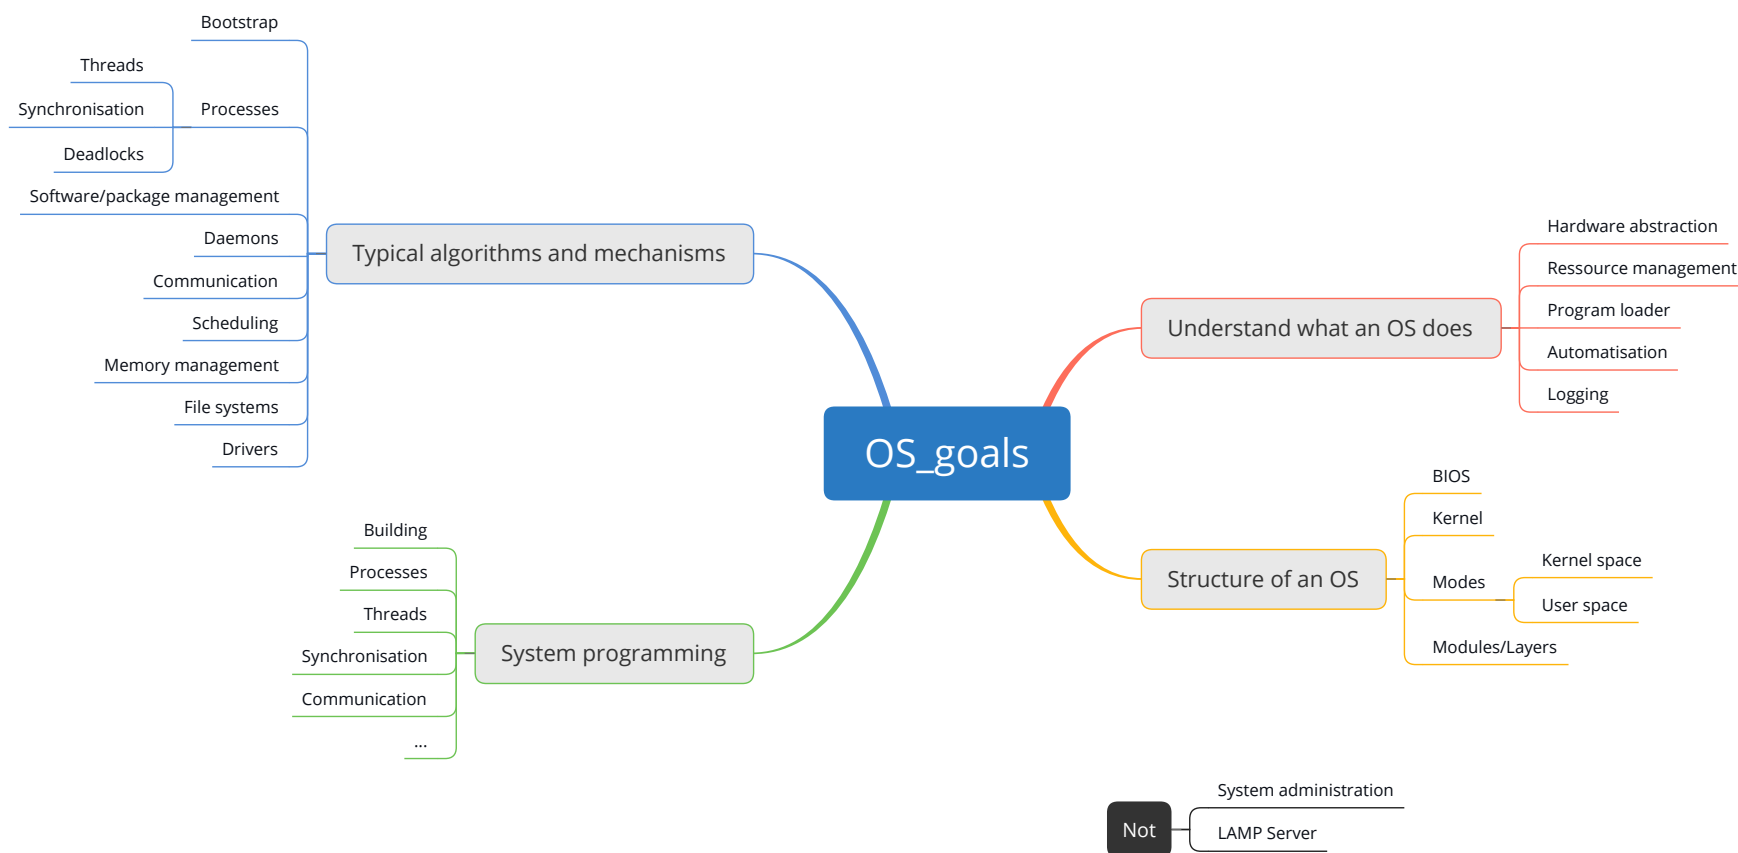 Bootstrap
Threads
Synchronisation
Processes
Deadlocks
Software/package management
Daemons
Communication
Scheduling
Memory management
File systems
Drivers
Typical algorithms and mechanisms
Building
Processes
Threads
Synchronisation
Communication
...
System programming
OS_goals
Understand what an OS does
Hardware abstraction
Ressource management
Program loader
Automatisation
Logging
Structure of an OS
BIOS
Kernel
Modes
Kernel space
User space
Modules/Layers
Not
System administration
LAMP Server